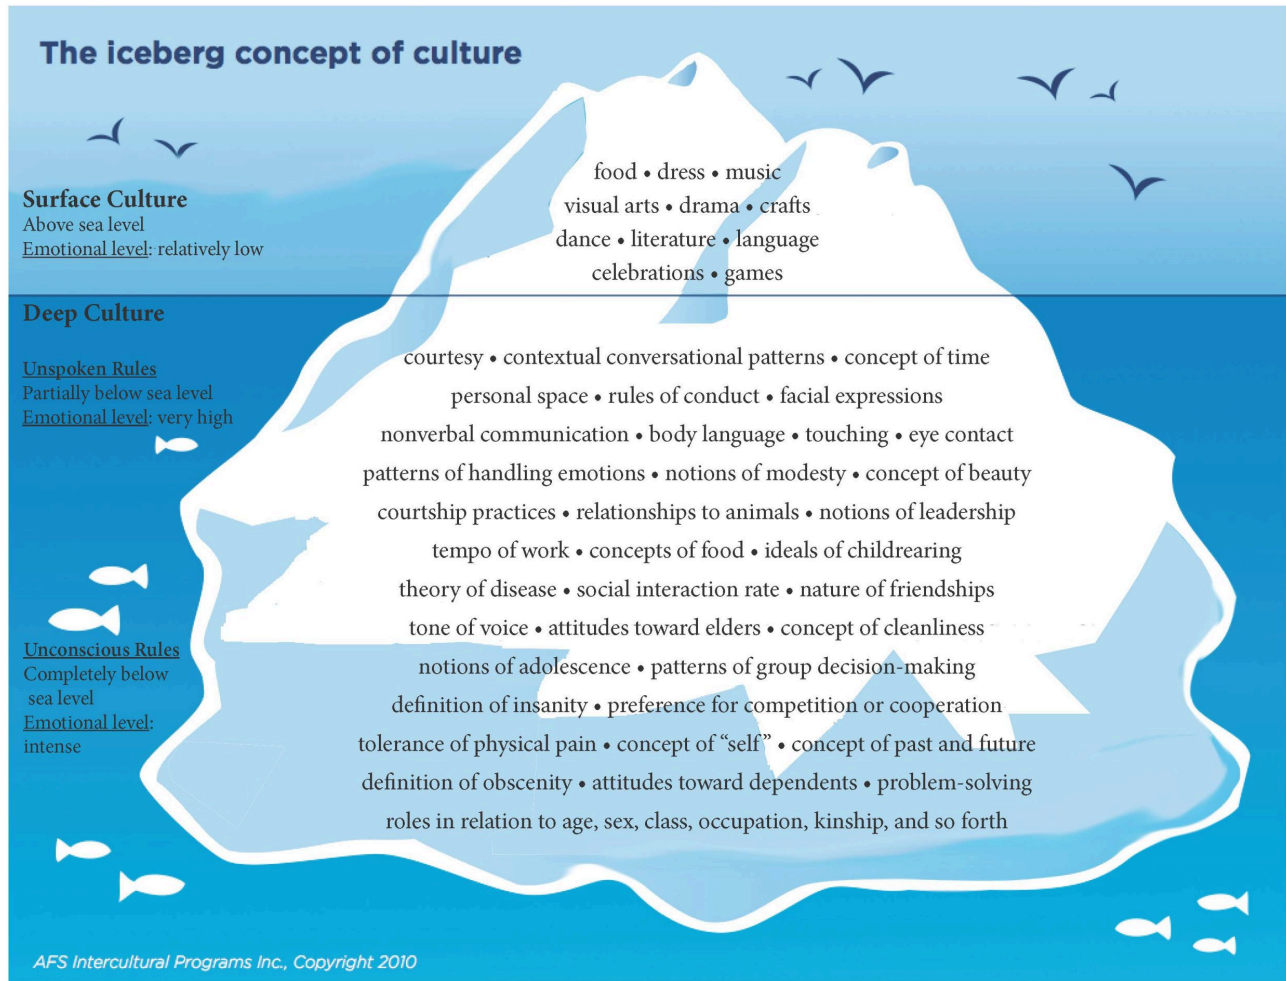 The iceberg concept of culture
Surface Culture
Above sea level
Emotional level: relatively low
food • dress • music
visual arts • drama • crafts
dance • literature • language
celebrations • games
Deep Culture
Unspoken Rules
Partially below sea level
Emotional level: very high
Unconscious Rules
Completely below
sea level
Emotional level:
intense
courtesy • contextual conversational patterns • concept of time
personal space • rules of conduct • facial expressions
nonverbal communication • body language • touching • eye contact
patterns of handling emotions • notions of modesty • concept of beauty
courtship practices • relationships to animals • notions of leadership
tempo of work • concepts of food • ideals of childrearing
theory of disease • social interaction rate • nature of friendships
tone of voice • attitudes toward elders • concept of cleanliness
notions of adolescence • patterns of group decision-making
definition of insanity • preference for competition or cooperation
tolerance of physical pain • concept of “self” • concept of past and future
definition of obscenity • attitudes toward dependents • problem-solving
roles in relation to age, sex, class, occupation, kinship, and so forth
AFS Intercultural Programs Inc., Copyright 2010